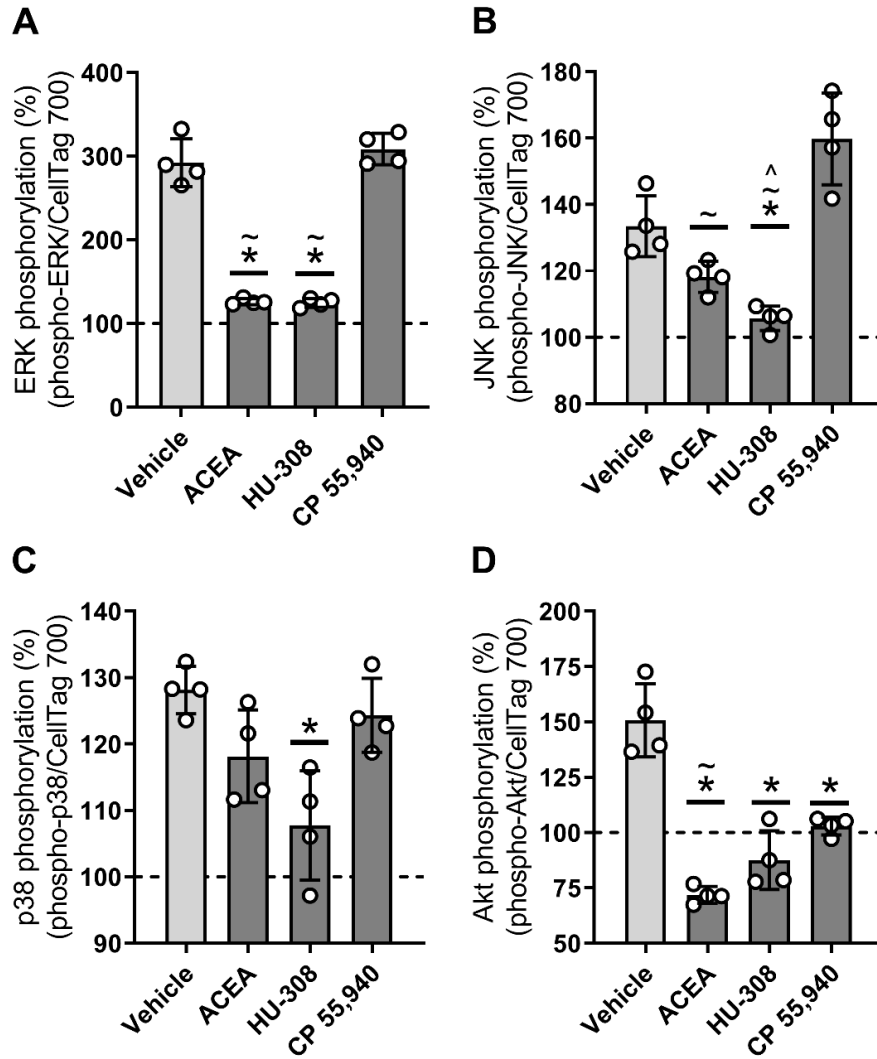 A
ERK phosphorylation (%)
(phospho-ERK/CellTag 700)
400
300
200
100
0
~
*
~
*
Vehicle
ACEA
HU-308
CP 55,940
B
JNK phosphorylation (%)
(phospho-JNK/CellTag 700)
180
160
140
120
100
80
~
^
~
*
Vehicle
ACEA
HU-308
CP 55,940
C
p38 phosphorylation (%)
(phospho-p38/CellTag 700)
140
130
120
110
100
90
*
Vehicle
ACEA
HU-308
CP 55,940
D
Akt phosphorylation (%)
(phospho-Akt/CellTag 700)
200
175
150
125
100
75
50
~
*
*
*
Vehicle
ACEA
HU-308
CP 55,940